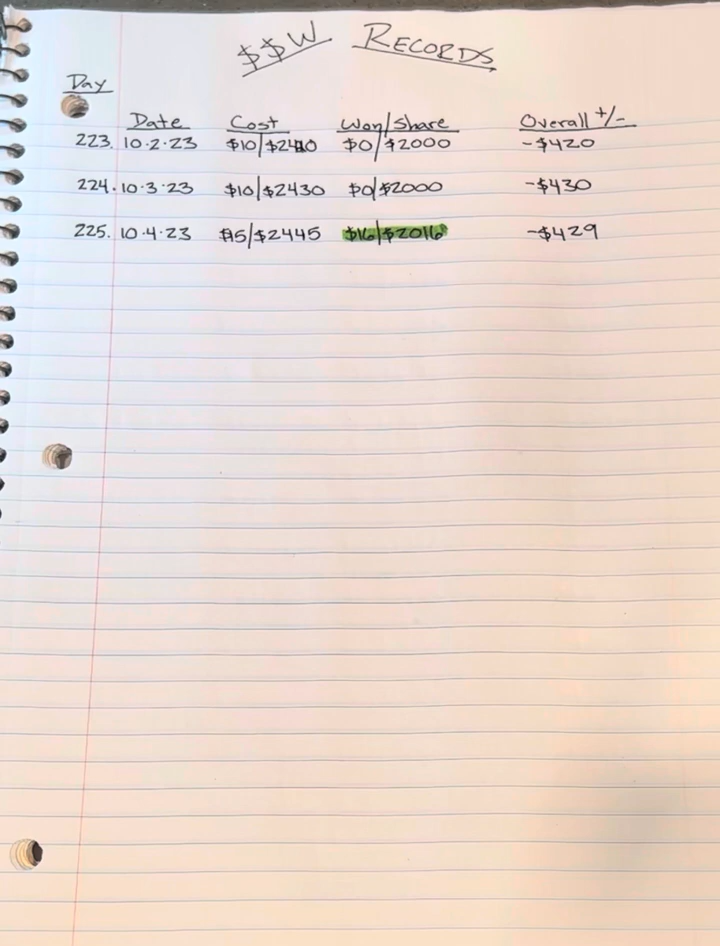 $$W RECORDS
Day
Date Cost Won/Share Overall +/-
223. 10·2·23 $10/ $0/$2000 -$420
224. 10·3·23 $10/$2430 $0/$2000 -$430
225. 10·4·23 $15/$2445 $16/$2016 -$429